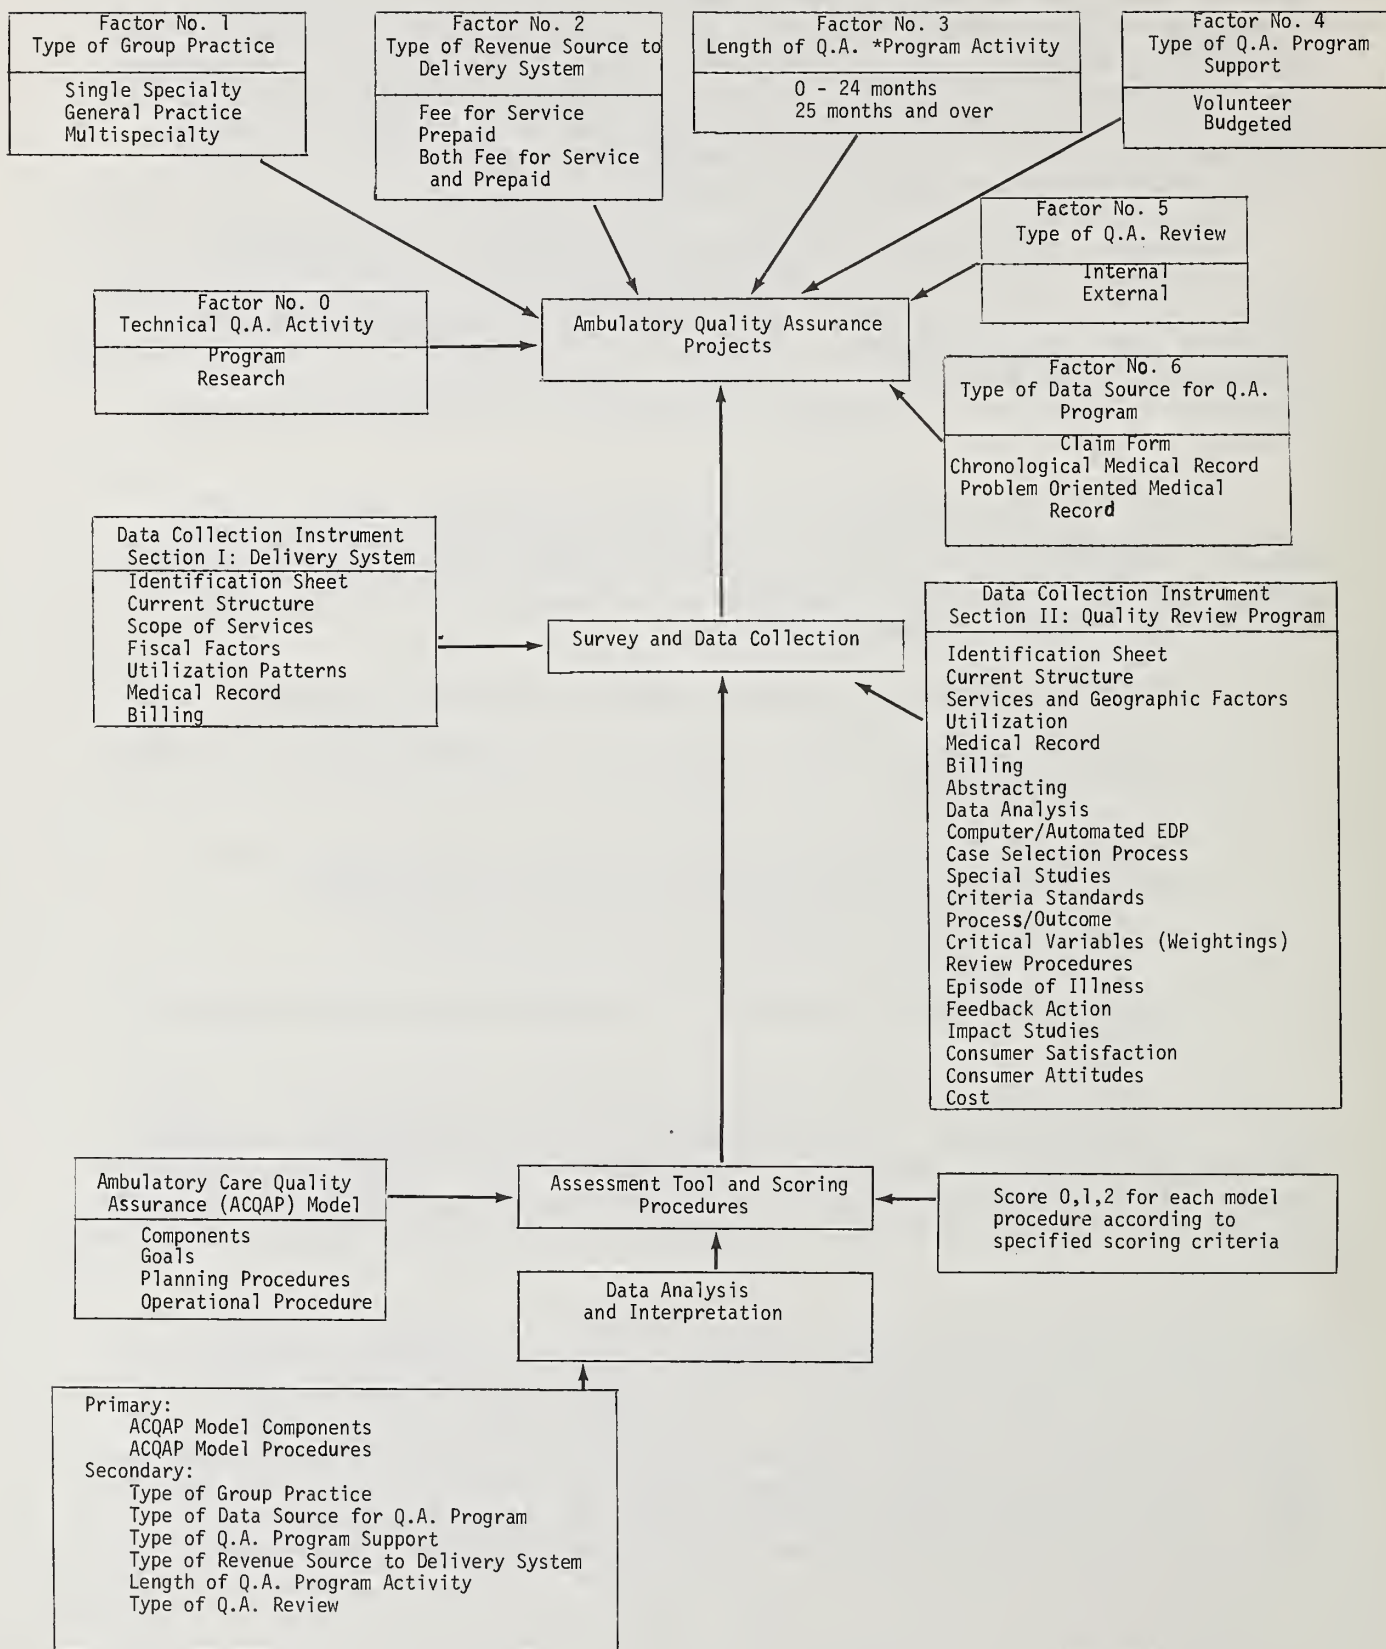 Factor No. 1
Type of Group Practice
Single Specialty
General Practice
Multispecialty
Factor No. 2
Type of Revenue Source to
Delivery System
Fee for Service
Prepaid
Both Fee for Service
and Prepaid
Factor No. 3
Length of Q.A. *Program Activity
0 - 24 months
25 months and over
Factor No. 4
Type of Q.A. Program
Support
Volunteer
Budgeted
Factor No. 5
Type of Q.A. Review
Internal
External
Factor No. 0
Technical Q.A. Activity
Program
Research
Ambulatory Quality Assurance
Projects
Factor No. 6
Type of Data Source for Q.A.
Program
Claim Form
Chronological Medical Record
Problem Oriented Medical
Record
Data Collection Instrument
Section I: Delivery System
Identification Sheet
Current Structure
Scope of Services
Fiscal Factors
Utilization Patterns
Medical Record
Billing
Survey and Data Collection
Data Collection Instrument
Section II: Quality Review Program
Identification Sheet
Current Structure
Services and Geographic Factors
Utilization
Medical Record
Billing
Abstracting
Data Analysis
Computer/Automated EDP
Case Selection Process
Special Studies
Criteria Standards
Process/Outcome
Critical Variables (Weightings)
Review Procedures
Episode of Illness
Feedback Action
Impact Studies
Consumer Satisfaction
Consumer Attitudes
Cost
Ambulatory Care Quality
Assurance (ACQAP) Model
Components
Goals
Planning Procedures
Operational Procedure
Assessment Tool and Scoring
Procedures
Score 0,1,2 for each model
procedure according to
specified scoring criteria
Data Analysis
and Interpretation
Primary:
ACQAP Model Components
ACQAP Model Procedures
Secondary:
Type of Group Practice
Type of Data Source for Q.A. Program
Type of Q.A. Program Support
Type of Revenue Source to Delivery System
Length of Q.A. Program Activity
Type of Q.A. Review